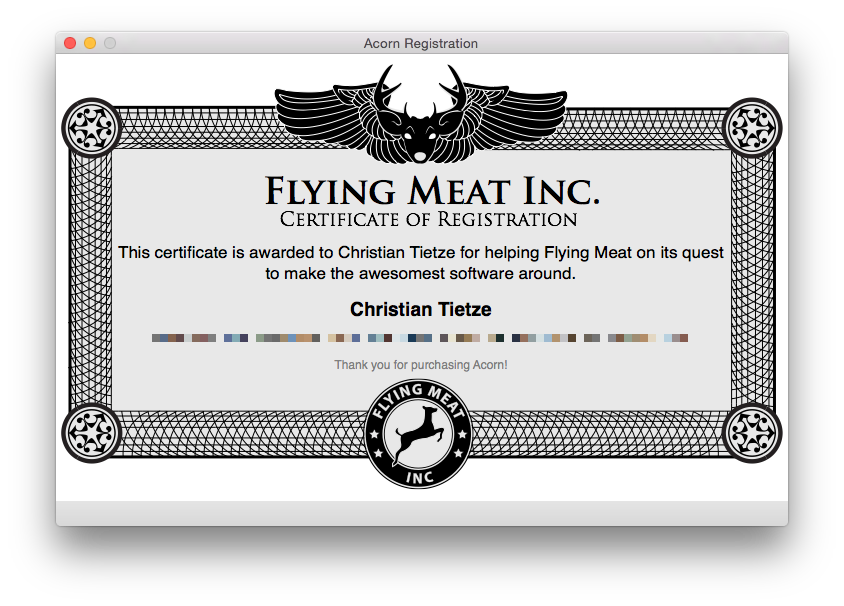 Acorn Registration
Flying Meat Inc.
Certificate of Registration
This certificate is awarded to Christian Tietze for helping Flying Meat on its quest
to make the awesomest software around.
Christian Tietze
Thank you for purchasing Acorn!
FLYING MEAT
INC